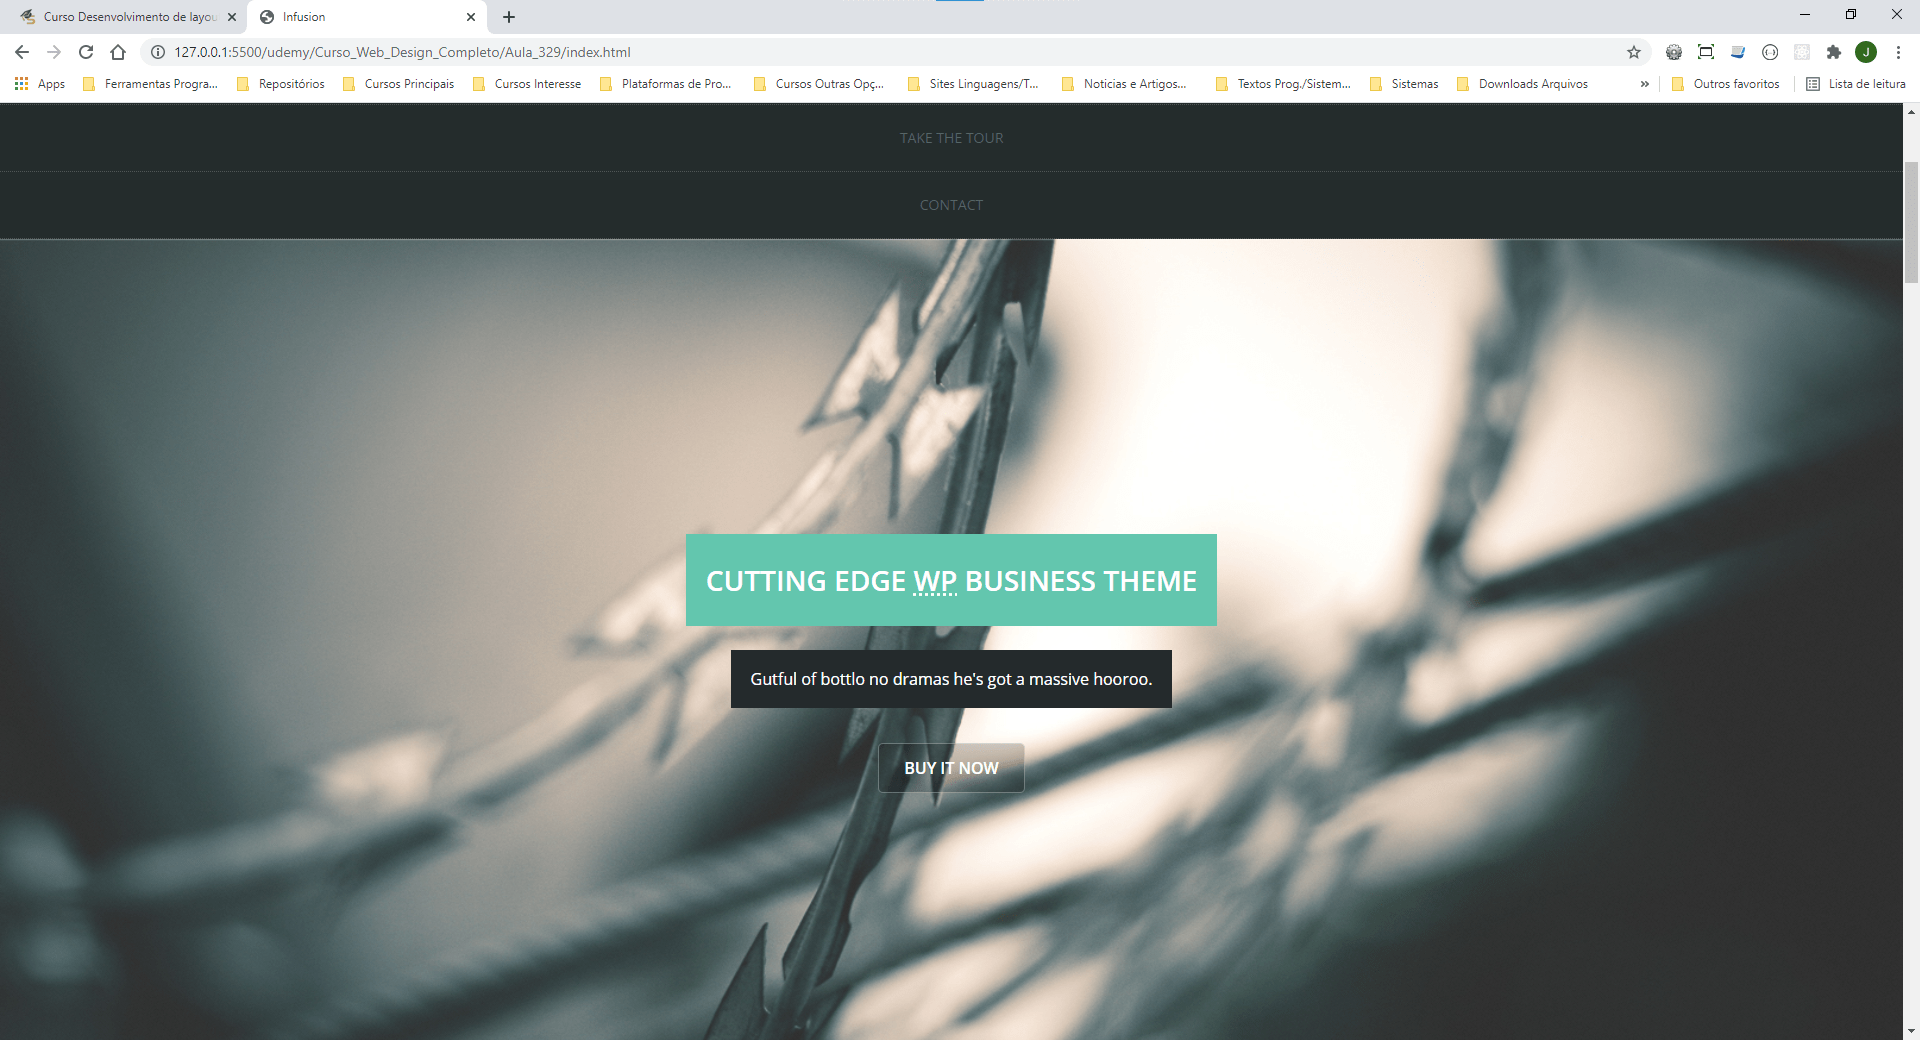 Curso Desenvolvimento de layou
Infusion
127.0.0.1:5500/udemy/Curso_Web_Design_Completo/Aula_329/index.html
J
Apps
Ferramentas Progra...
Repositórios
Cursos Principais
Cursos Interesse
Plataformas de Pro...
Cursos Outras Opç...
Sites Linguagens/T...
Noticias e Artigos...
Textos Prog./Sistem...
Sistemas
Downloads Arquivos
»
Outros favoritos
Lista de leitura
TAKE THE TOUR
CONTACT
CUTTING EDGE WP BUSINESS THEME
Gutful of bottlo no dramas he's got a massive hooroo.
BUY IT NOW